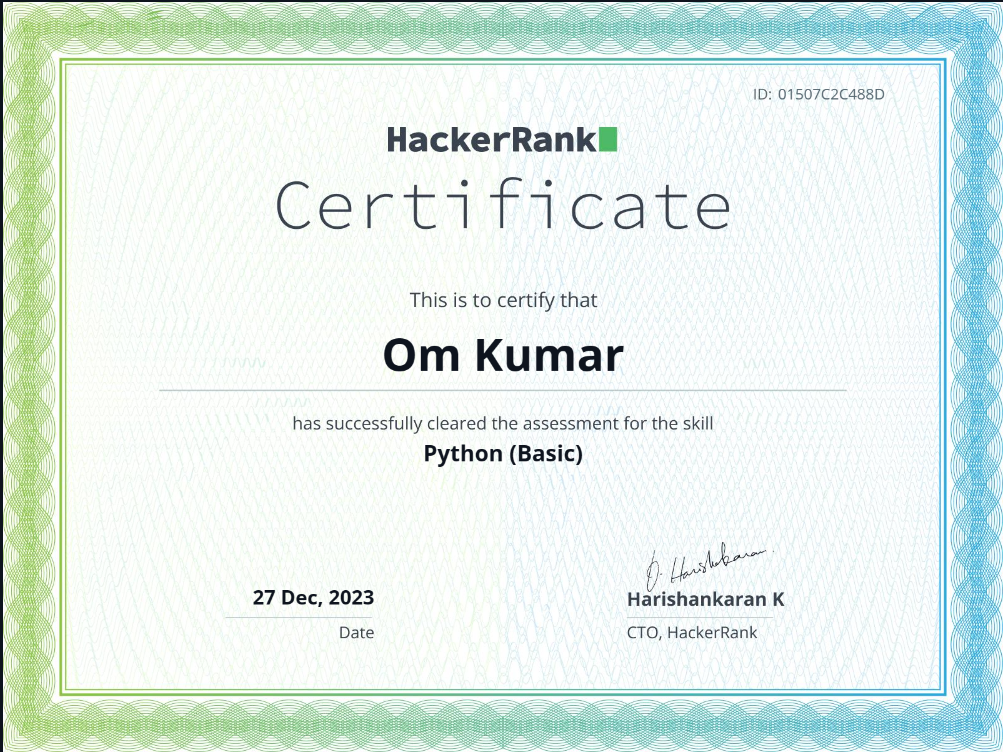 ID: 01507C2C488D
HackerRank
Certificate
This is to certify that
Om Kumar
has successfully cleared the assessment for the skill
Python (Basic)
27 Dec, 2023
Date
D. Harishankaran.
Harishankaran K
CTO, HackerRank